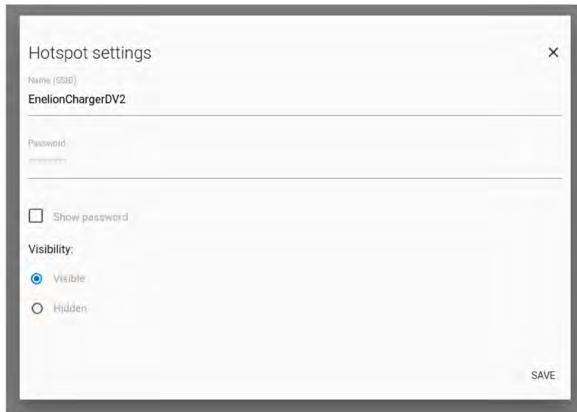 Hotspot settings
Name (SSID)
EnelionChargerDV2
Password
Show password
Visibility:
Visible
Hidden
SAVE